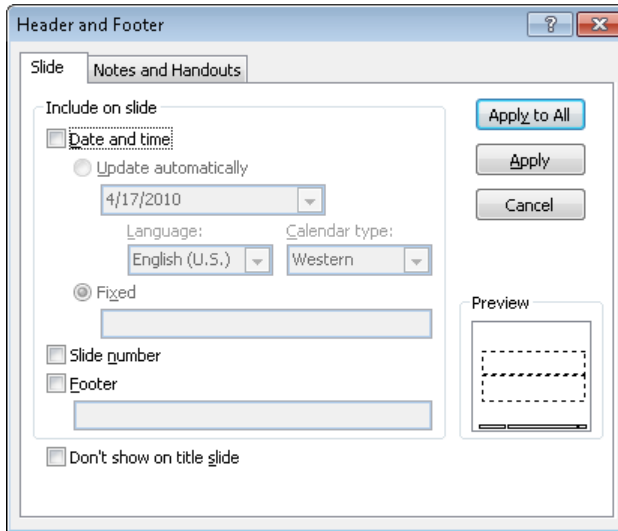 Header and Footer
Slide
Notes and Handouts
Include on slide
Date and time
Update automatically
4/17/2010
Language:
Calendar type:
English (U.S.)
Western
Fixed
Slide number
Footer
Don't show on title slide
Apply to All
Apply
Cancel
Preview